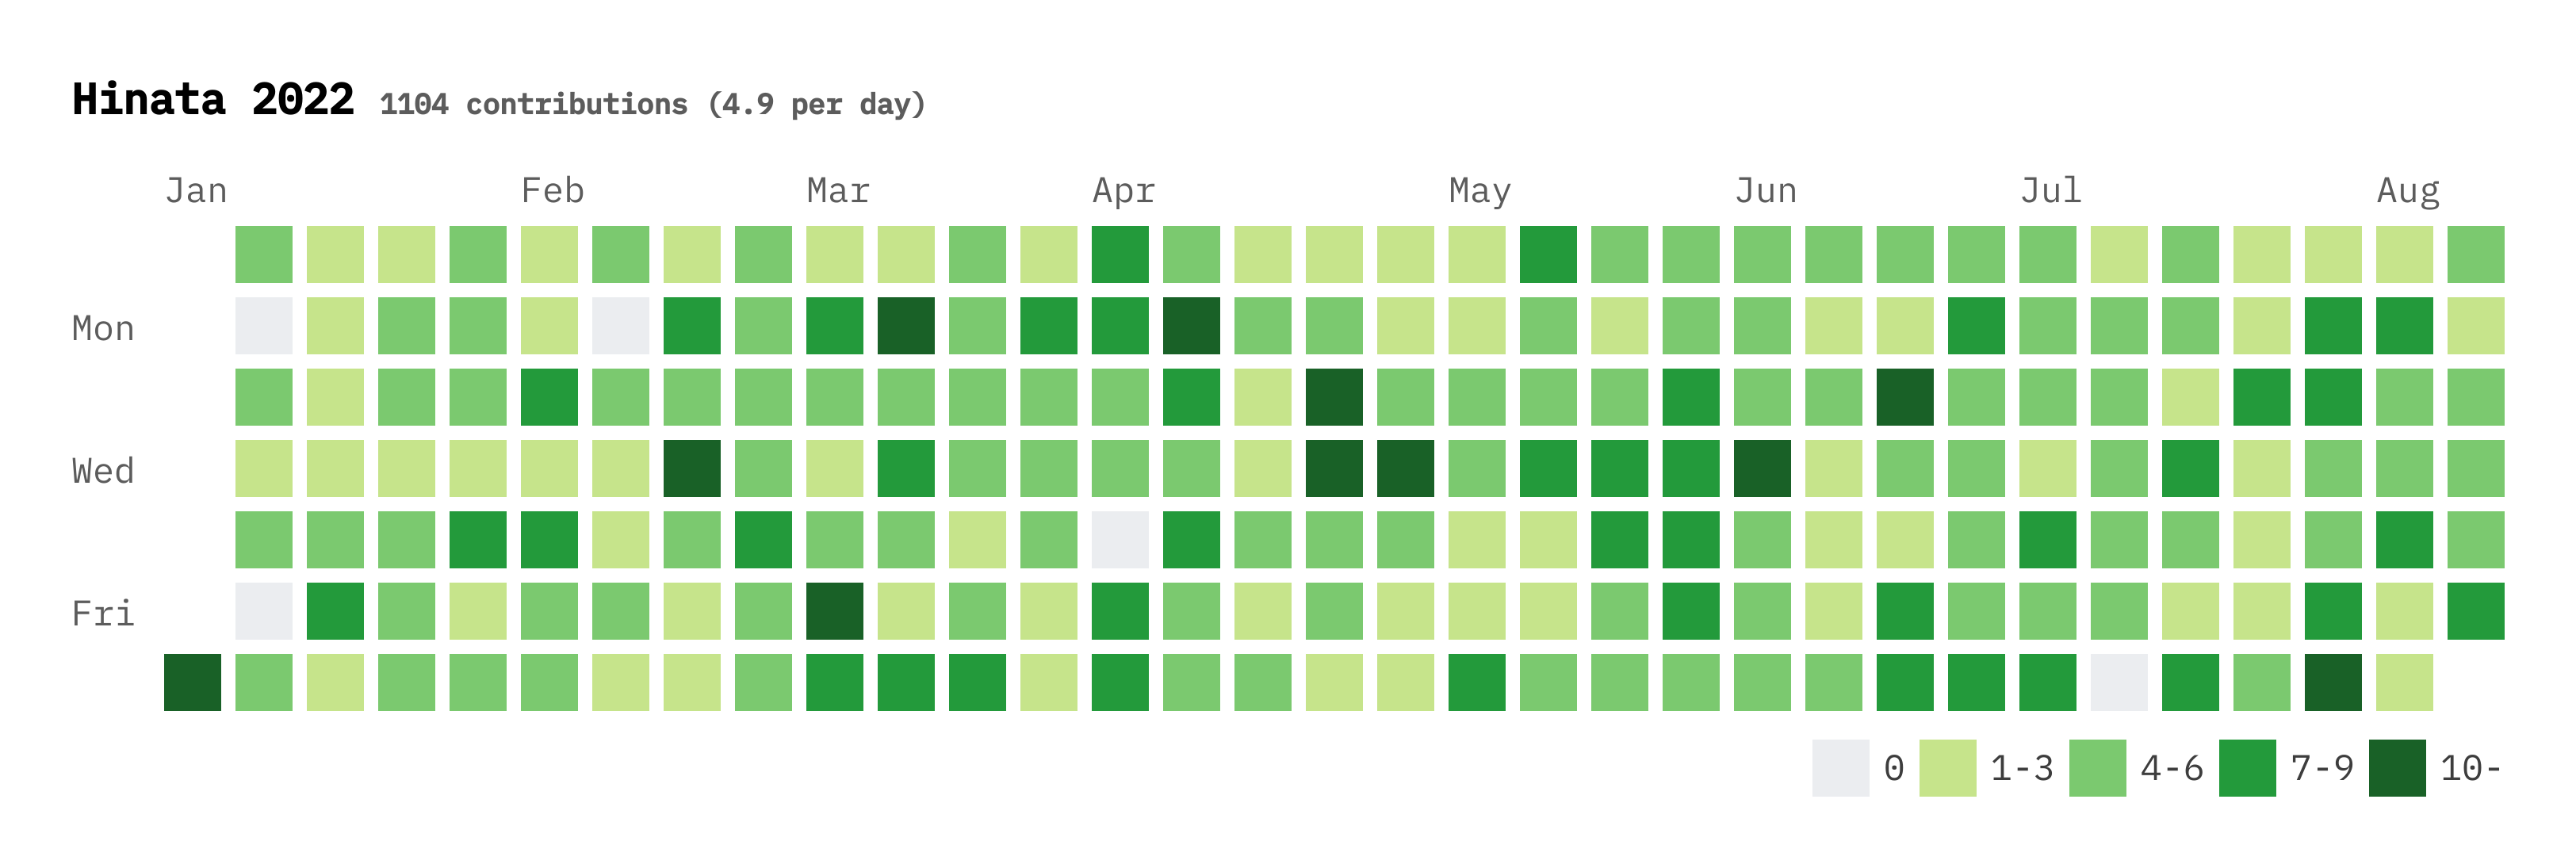 Hinata 2022 1104 contributions (4.9 per day)
Jan Feb Mar Apr May Jun Jul Aug
Mon
Wed
Fri
0 1-3 4-6 7-9 10-